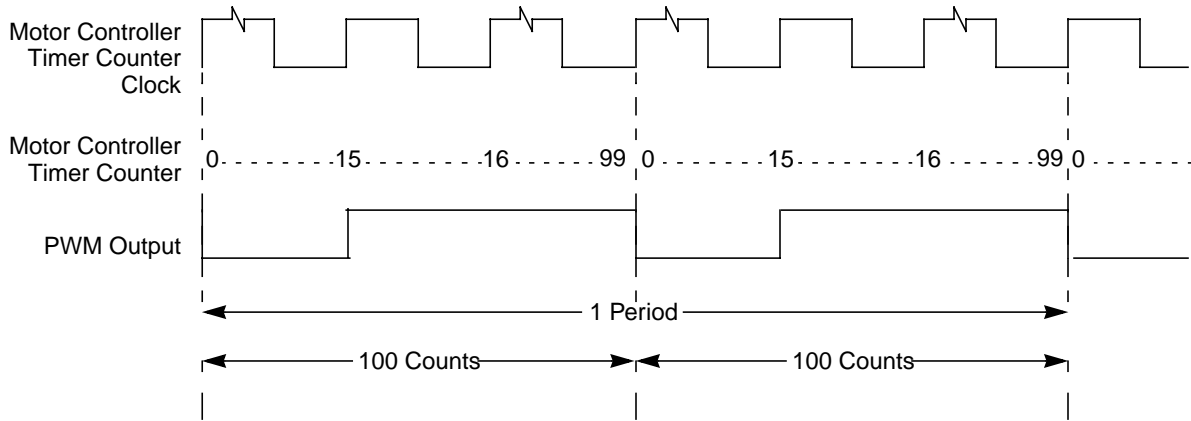 Motor Controller
Timer Counter
Clock
Motor Controller
Timer Counter
0 15 16 99 0 15 16 99 0
PWM Output
1 Period
100 Counts 100 Counts